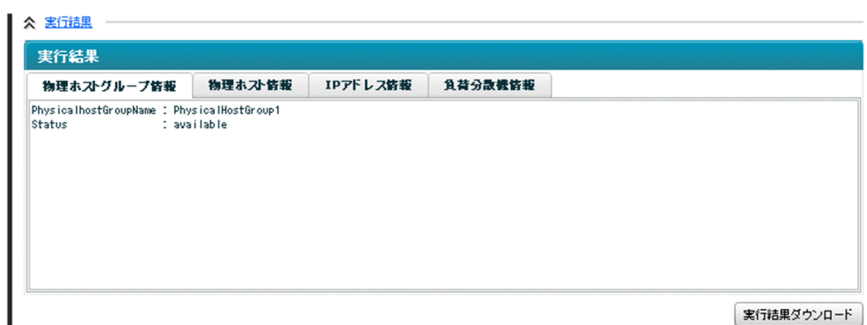 実行結果
実行結果
物理ホストグループ情報 物理ホスト情報 IPアドレス情報 負荷分散機情報
PhysicalhostGroupName : PhysicalHostGroup1
Status : available
実行結果ダウンロード